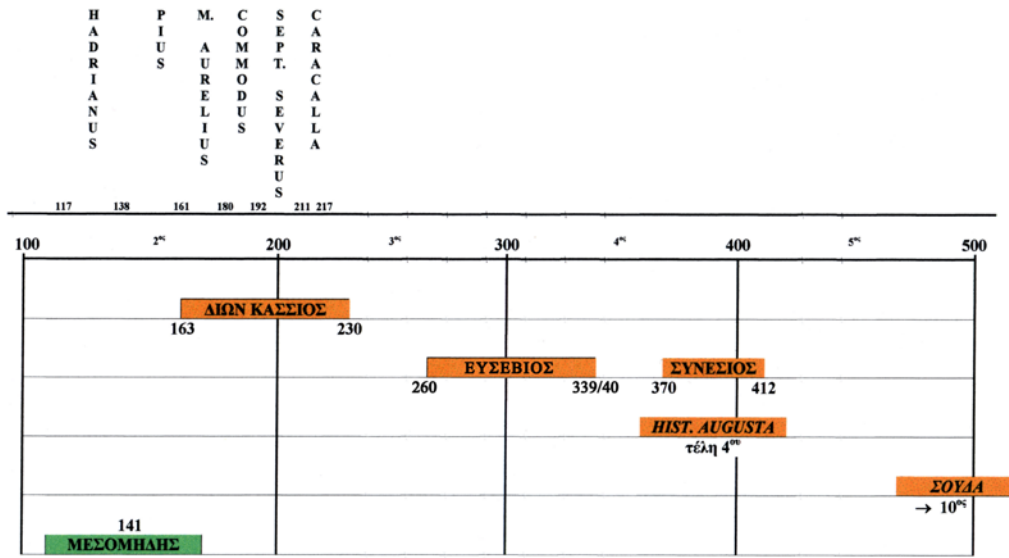 HADRIANUS
PIUS
M. AURELIUS
COMMODUS
SEPT. SEVERUS
CARACALLA
117 138 161 180 192 211 217
100 2ος 200 3ος 300 4ος 400 5ος 500
ΔΙΩΝ ΚΑΣΣΙΟΣ
163 230
ΕΥΣΕΒΙΟΣ ΣΥΝΕΣΙΟΣ
260 339/40 370 412
HIST. AUGUSTA
τέλη 4ου
ΣΟΥΔΑ
→ 10ος
141
ΜΕΣΟΜΗΔΗΣ